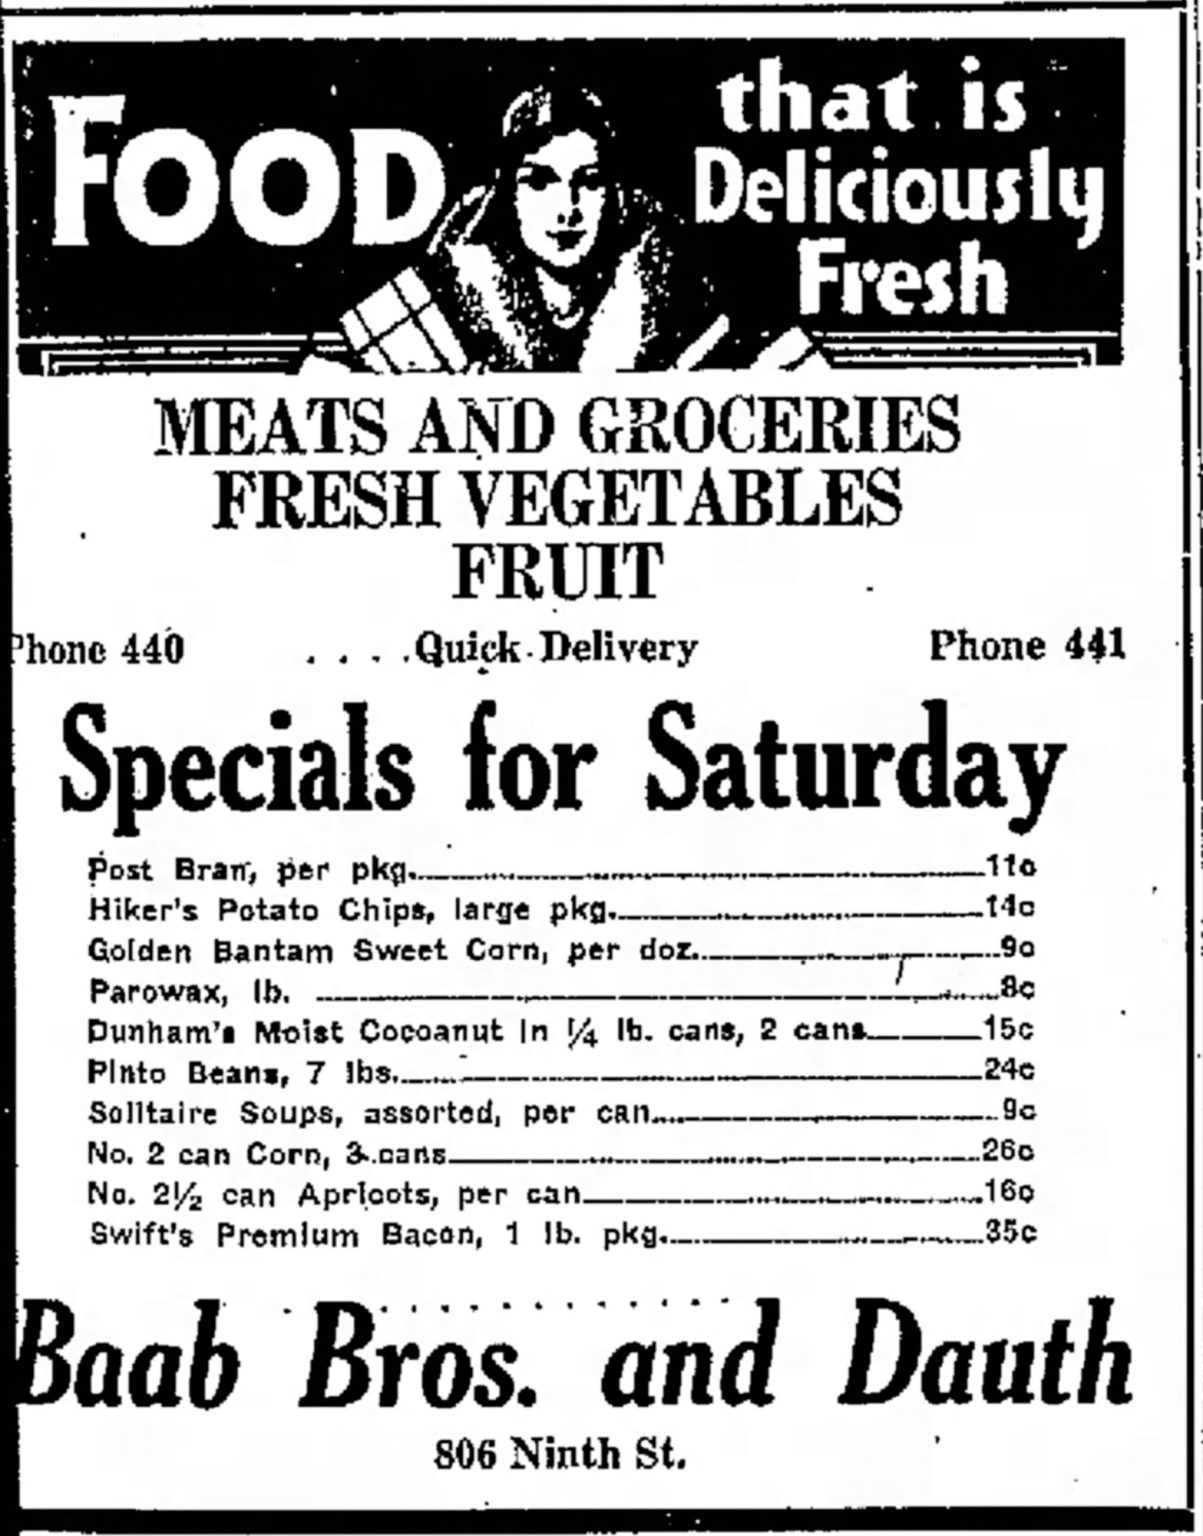 FOOD
that is
Deliciously
Fresh
MEATS AND GROCERIES
FRESH VEGETABLES
FRUIT
Phone 440 . . . . Quick Delivery Phone 441
Specials for Saturday
Post Bran, per pkg. 11c
Hiker's Potato Chips, large pkg. 14c
Golden Bantam Sweet Corn, per doz. 9c
Parowax, lb. 8c
Dunham's Moist Cocoanut in 1/4 lb. cans, 2 cans 15c
Pinto Beans, 7 lbs. 24c
Solitaire Soups, assorted, per can 9c
No. 2 can Corn, 3 cans 26c
No. 2 1/2 can Apricots, per can 16c
Swift's Premium Bacon, 1 lb. pkg. 35c
Baab Bros. and Dauth
806 Ninth St.